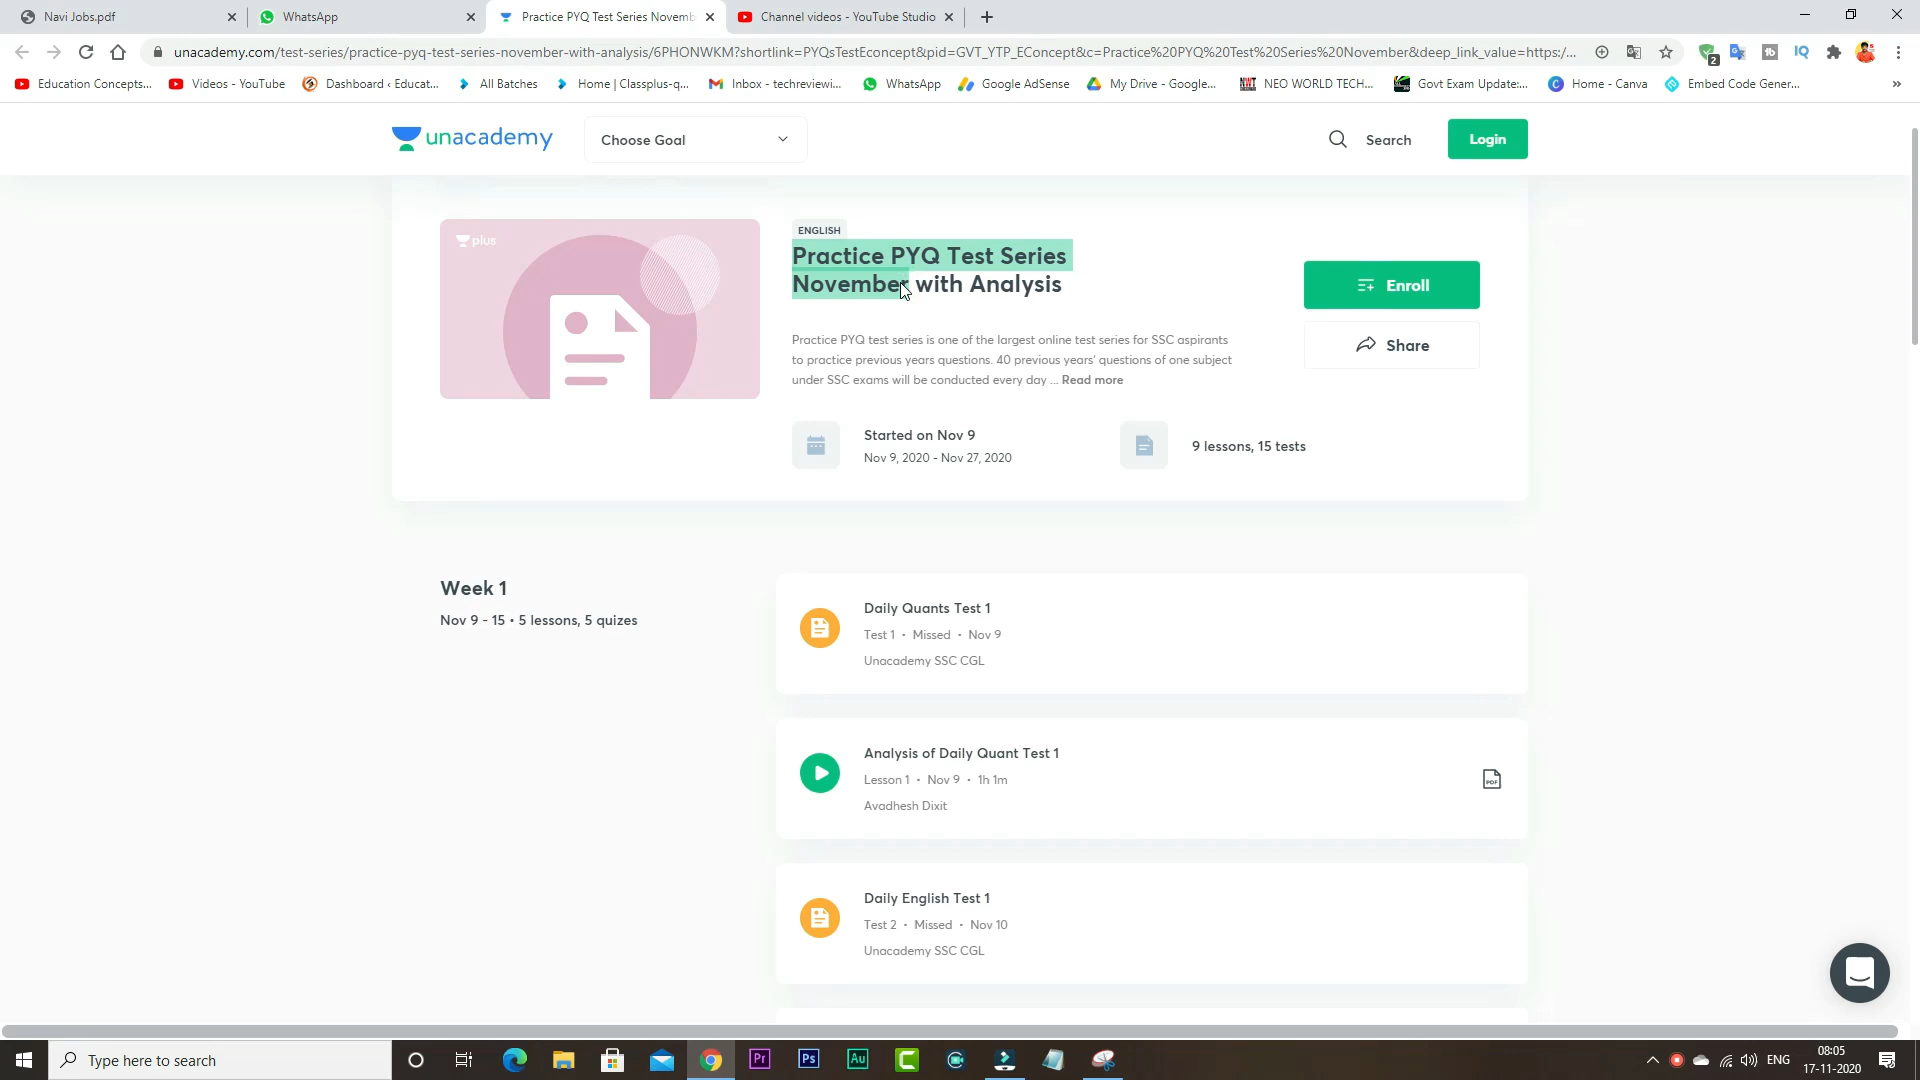 Navi Jobs.pdf
WhatsApp
Practice PYQ Test Series Novemb
Channel videos - YouTube Studio
unacademy.com/test-series/practice-pyq-test-series-november-with-analysis/6PHONWKM?shortlink=PYQsTestEconcept&pid=GVT_YTP_EConcept&c=Practice%20PYQ%20Test%20Series%20November&deep_link_value=https:/...
2
Education Concepts...
Videos - YouTube
Dashboard ‹ Educat...
All Batches
Home | Classplus-q...
Inbox - techreviewi...
WhatsApp
Google AdSense
My Drive - Google...
NEO WORLD TECH...
Govt Exam Update:...
Home - Canva
Embed Code Gener...
»
unacademy
Choose Goal
Search
Login
plus
ENGLISH
Practice PYQ Test Series
November with Analysis
Practice PYQ test series is one of the largest online test series for SSC aspirants
to practice previous years questions. 40 previous years' questions of one subject
under SSC exams will be conducted every day ... Read more
Enroll
Share
Started on Nov 9
Nov 9, 2020 - Nov 27, 2020
9 lessons, 15 tests
Week 1
Nov 9 - 15 • 5 lessons, 5 quizes
Daily Quants Test 1
Test 1 • Missed • Nov 9
Unacademy SSC CGL
Analysis of Daily Quant Test 1
Lesson 1 • Nov 9 • 1h 1m
Avadhesh Dixit
PDF
Daily English Test 1
Test 2 • Missed • Nov 10
Unacademy SSC CGL
Type here to search
Pr
Ps
Au
ENG
08:05
17-11-2020